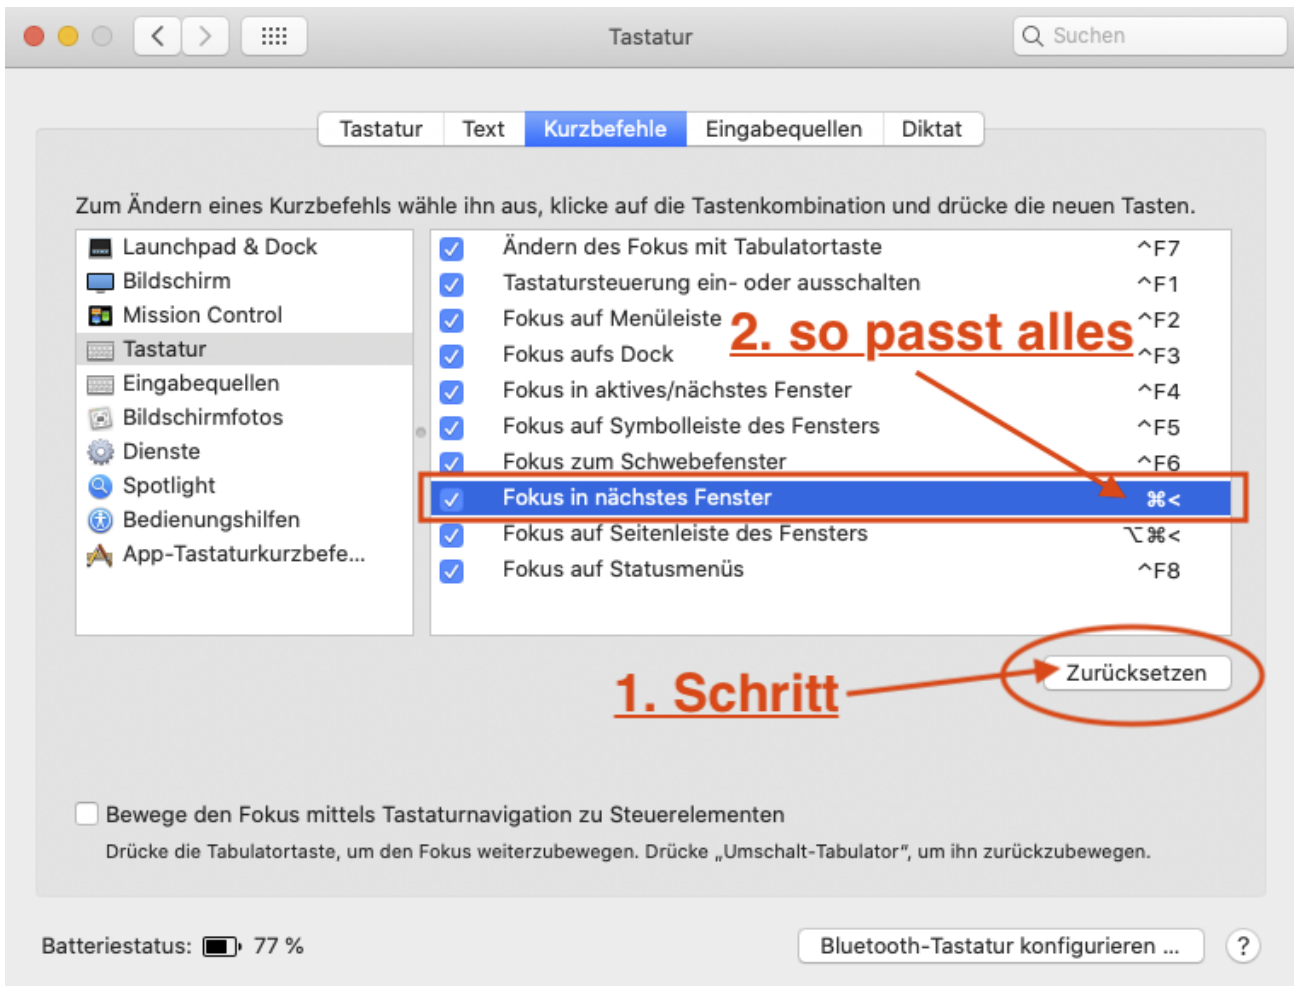 Tastatur
Suchen
Tastatur Text Kurzbefehle Eingabequellen Diktat
Zum Ändern eines Kurzbefehls wähle ihn aus, klicke auf die Tastenkombination und drücke die neuen Tasten.
Launchpad & Dock
Bildschirm
Mission Control
Tastatur
Eingabequellen
Bildschirmfotos
Dienste
Spotlight
Bedienungshilfen
App-Tastaturkurzbefe...
Ändern des Fokus mit Tabulatortaste ^F7
Tastatursteuerung ein- oder ausschalten ^F1
Fokus auf Menüleiste ^F2
2. so passt alles
Fokus aufs Dock ^F3
Fokus in aktives/nächstes Fenster ^F4
Fokus auf Symbolleiste des Fensters ^F5
Fokus zum Schwebefenster ^F6
Fokus in nächstes Fenster ⌘<
Fokus auf Seitenleiste des Fensters ⌥⌘<
Fokus auf Statusmenüs ^F8
1. Schritt
Zurücksetzen
Bewege den Fokus mittels Tastaturnavigation zu Steuerelementen
Drücke die Tabulatortaste, um den Fokus weiterzubewegen. Drücke „Umschalt-Tabulator“, um ihn zurückzubewegen.
Batteriestatus: 77 %
Bluetooth-Tastatur konfigurieren ... ?